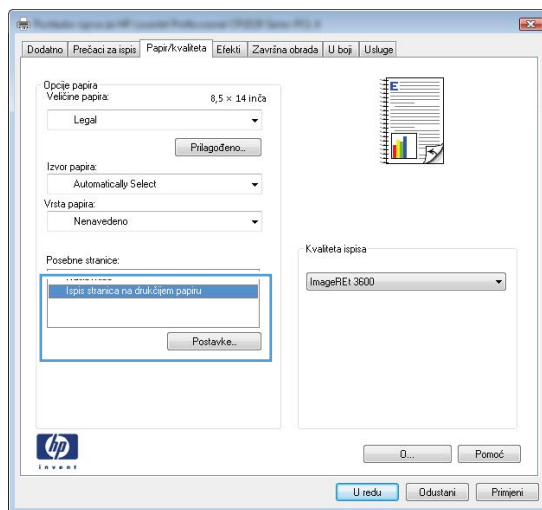 Dodatno Prečaci za ispis Papir/kvaliteta Efekti Završna obrada U boji Usluge
Opcije papira
Veličine papira: 8,5 × 14 inča
Legal
Prilagođeno...
Izvor papira:
Automatically Select
Vrsta papira:
Nenavedeno
Posebne stranice:
Ispis stranica na drukčijem papiru
Postavke...
E
Kvaliteta ispisa
ImageREt 3600
hp
invent
O... Pomoć
U redu Odustani Primjeni